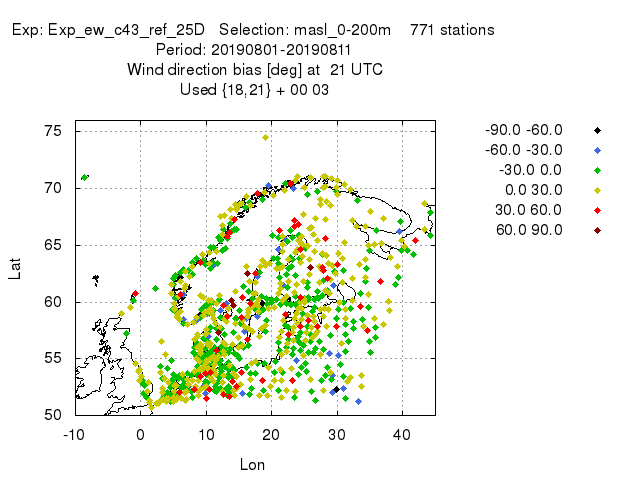 Exp: Exp_ew_c43_ref_25D   Selection: masl_0-200m    771 stations
Period: 20190801-20190811
Wind direction bias [deg] at  21 UTC
Used {18,21} + 00 03
-90.0 -60.0
-60.0 -30.0
-30.0 0.0
0.0 30.0
30.0 60.0
60.0 90.0
75
70
65
60
55
50
Lat
-10 0 10 20 30 40
Lon